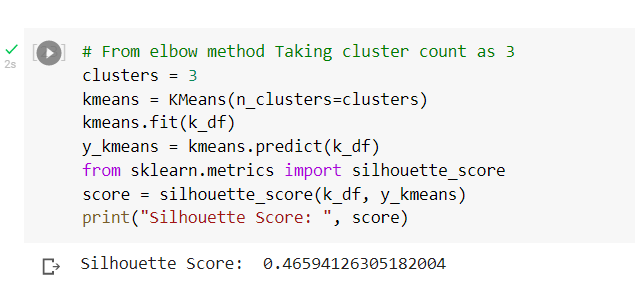 # From elbow method Taking cluster count as 3
clusters = 3
kmeans = KMeans(n_clusters=clusters)
kmeans.fit(k_df)
2s
y_kmeans = kmeans.predict(k_df)
from sklearn.metrics import silhouette_score
score = silhouette_score(k_df, y_kmeans)
print("Silhouette Score: ", score)
Silhouette Score:  0.46594126305182004